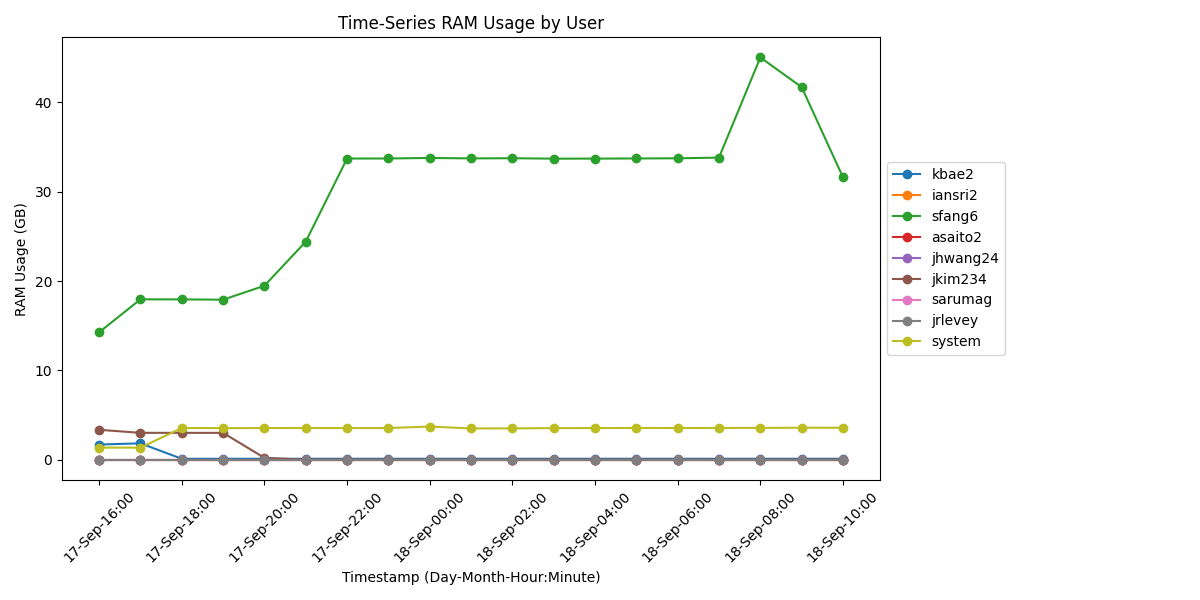 Time-Series RAM Usage by User
RAM Usage (GB)
40
30
20
10
0
17-Sep-16:00
17-Sep-18:00
17-Sep-20:00
17-Sep-22:00
18-Sep-00:00
18-Sep-02:00
18-Sep-04:00
18-Sep-06:00
18-Sep-08:00
18-Sep-10:00
Timestamp (Day-Month-Hour:Minute)
kbae2
iansri2
sfang6
asaito2
jhwang24
jkim234
sarumag
jrlevey
system